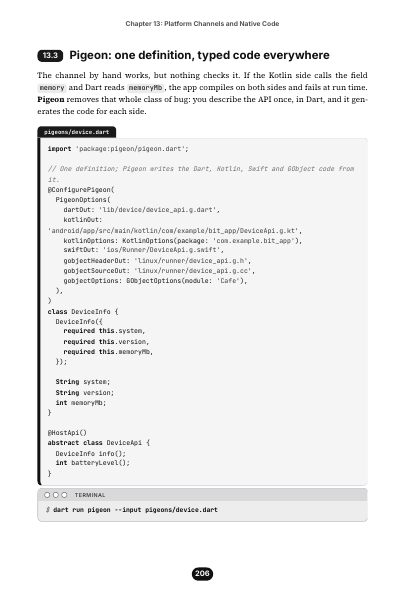 Chapter 13: Platform Channels and Native Code
13.3 Pigeon: one definition, typed code everywhere
The channel by hand works, but nothing checks it. If the Kotlin side calls the field
memory and Dart reads memoryMb, the app compiles on both sides and fails at run time.
Pigeon removes that whole class of bug: you describe the API once, in Dart, and it gen-
erates the code for each side.
pigeons/device.dart
import 'package:pigeon/pigeon.dart';
// One definition; Pigeon writes the Dart, Kotlin, Swift and GObject code from
it.
@ConfigurePigeon(
PigeonOptions(
dartOut: 'lib/device/device_api.g.dart',
kotlinOut:
'android/app/src/main/kotlin/com/example/bit_app/DeviceApi.g.kt',
kotlinOptions: KotlinOptions(package: 'com.example.bit_app'),
swiftOut: 'ios/Runner/DeviceApi.g.swift',
gobjectHeaderOut: 'linux/runner/device_api.g.h',
gobjectSourceOut: 'linux/runner/device_api.g.cc',
gobjectOptions: GObjectOptions(module: 'Cafe'),
),
)
class DeviceInfo {
DeviceInfo({
required this.system,
required this.version,
required this.memoryMb,
});
String system;
String version;
int memoryMb;
}
@HostApi()
abstract class DeviceApi {
DeviceInfo info();
int batteryLevel();
}
TERMINAL
$ dart run pigeon --input pigeons/device.dart
206